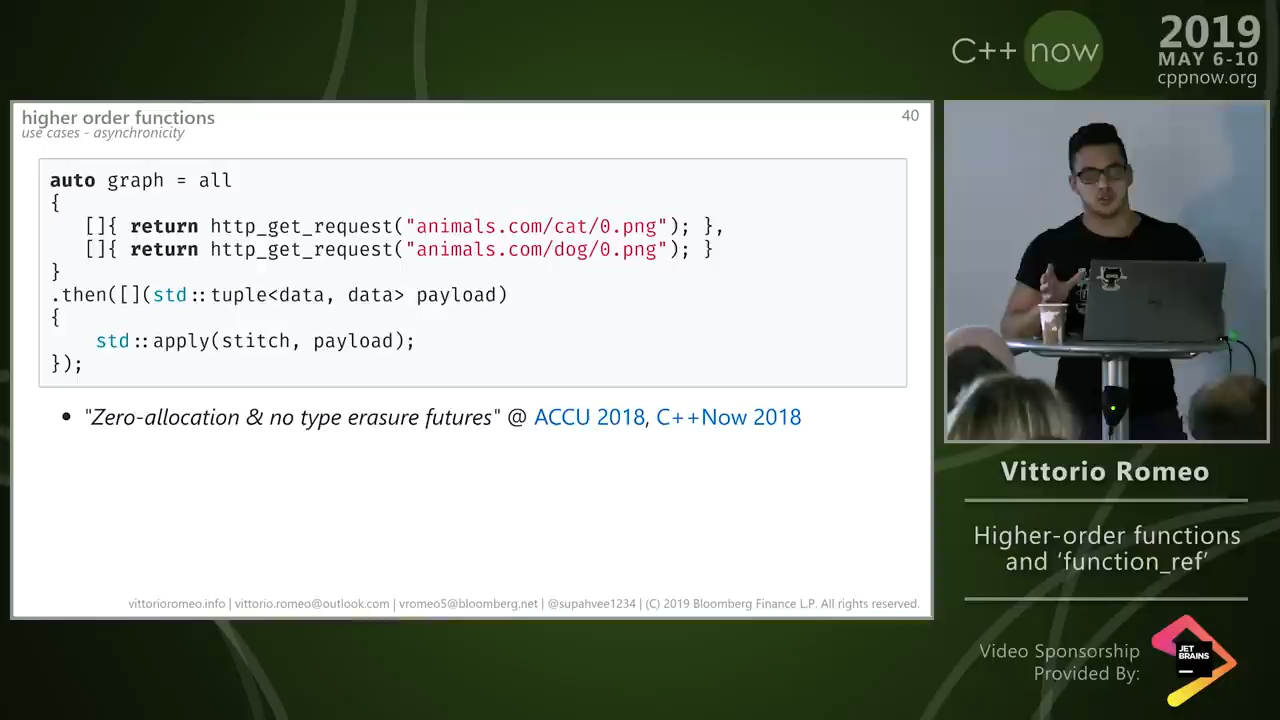 C++ now
2019
MAY 6-10
cppnow.org
higher order functions
use cases - asynchronicity
40
auto graph = all
{
[]{ return http_get_request("animals.com/cat/0.png"); },
[]{ return http_get_request("animals.com/dog/0.png"); }
}
.then([](std::tuple<data, data> payload)
{
std::apply(stitch, payload);
});
• "Zero-allocation & no type erasure futures" @ ACCU 2018, C++Now 2018
vittorioromeo.info | vittorio.romeo@outlook.com | vromeo5@bloomberg.net | @supahvee1234 | (C) 2019 Bloomberg Finance L.P. All rights reserved.
Vittorio Romeo
Higher-order functions
and ‘function_ref’
Video Sponsorship
Provided By:
JET
BRAINS